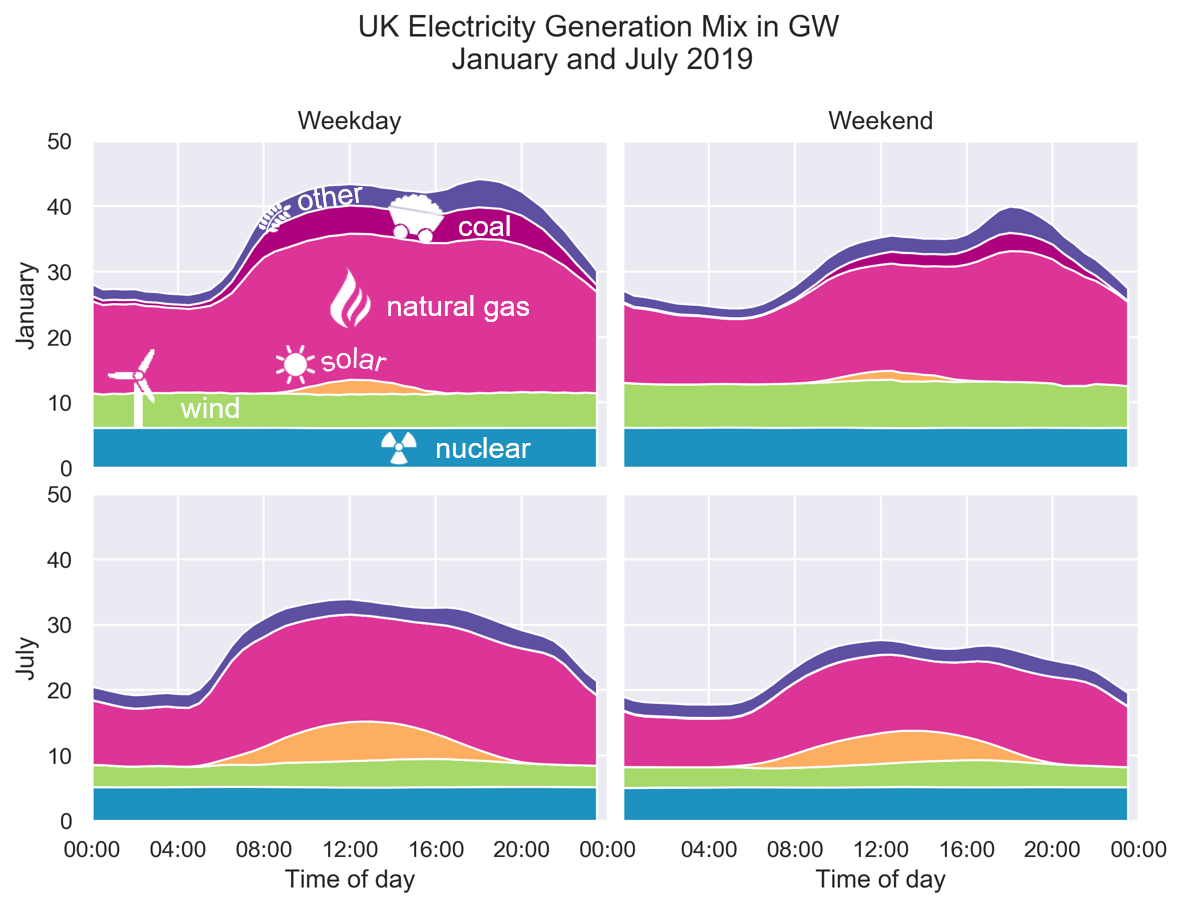 UK Electricity Generation Mix in GW
January and July 2019
Weekday
Weekend
January
50
40
30
20
10
0
other
coal
natural gas
solar
wind
nuclear
July
50
40
30
20
10
0
00:00 04:00 08:00 12:00 16:00 20:00 00:00 04:00 08:00 12:00 16:00 20:00 00:00
Time of day
Time of day